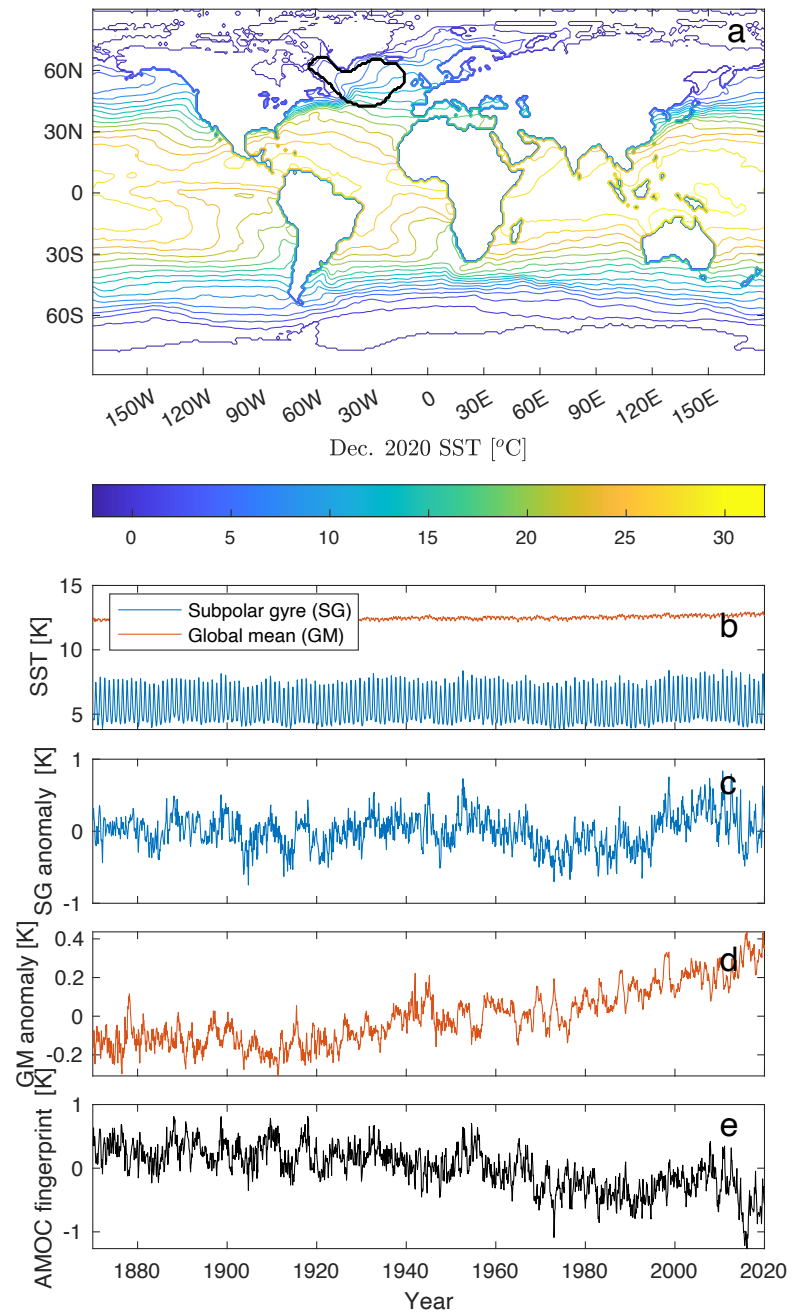 a
60N
30N
0
30S
60S
150W 120W 90W 60W 30W 0 30E 60E 90E 120E 150E
Dec. 2020 SST [°C]
0 5 10 15 20 25 30
15
10
5
SST [K]
Subpolar gyre (SG)
Global mean (GM)
b
1
0
-1
SG anomaly [K]
c
0.4
0.2
0
-0.2
GM anomaly [K]
d
1
0
-1
AMOC fingerprint [K]
e
1880 1900 1920 1940 1960 1980 2000 2020
Year